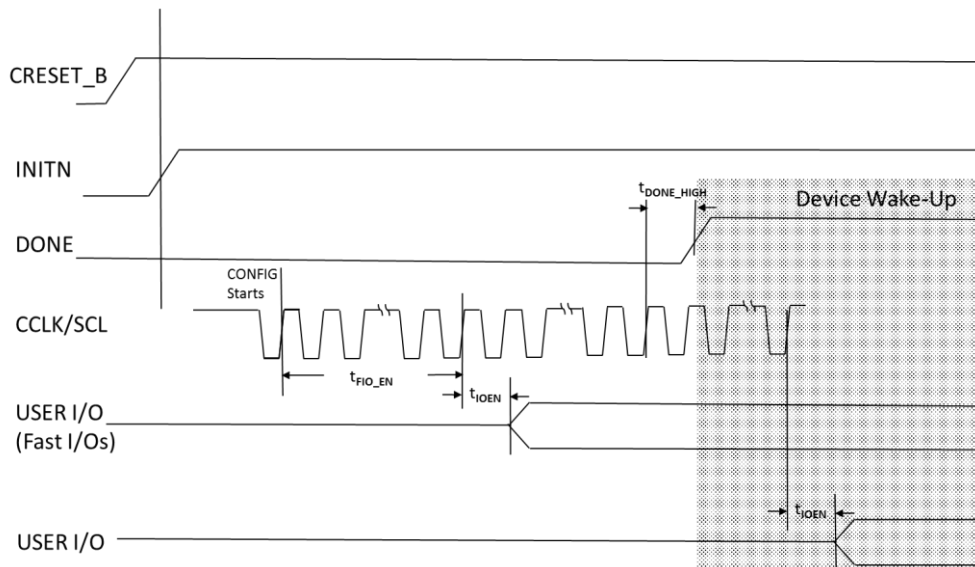 CRESET_B
INITN
tDONE_HIGH
Device Wake-Up
DONE
CONFIG
Starts
CCLK/SCL
tFIO_EN
tIOEN
USER I/O
(Fast I/Os)
tIOEN
USER I/O